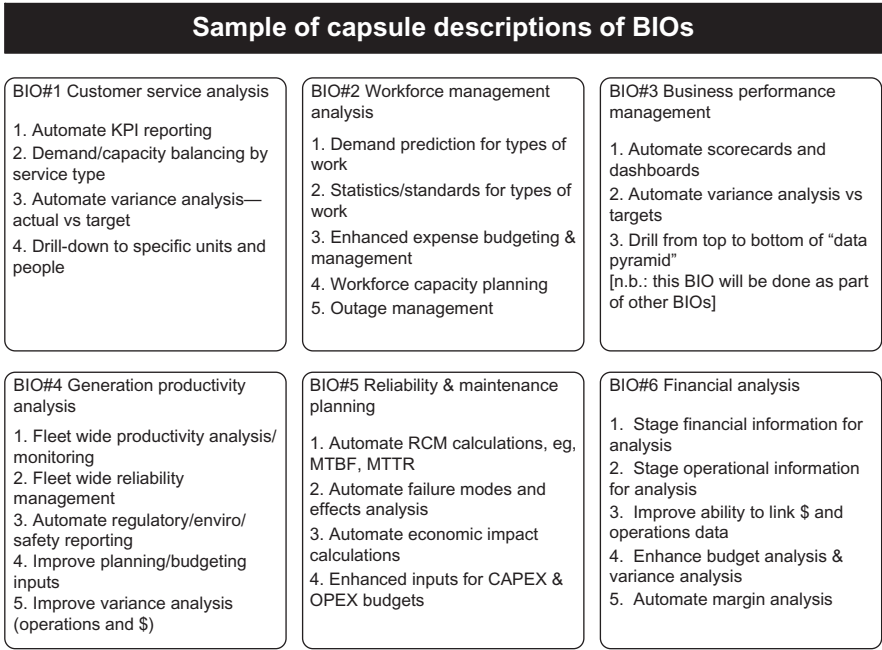 Sample of capsule descriptions of BIOs
BIO#1 Customer service analysis
1. Automate KPI reporting
2. Demand/capacity balancing by
service type
3. Automate variance analysis—
actual vs target
4. Drill-down to specific units and
people
BIO#2 Workforce management
analysis
1. Demand prediction for types of
work
2. Statistics/standards for types of
work
3. Enhanced expense budgeting &
management
4. Workforce capacity planning
5. Outage management
BIO#3 Business performance
management
1. Automate scorecards and
dashboards
2. Automate variance analysis vs
targets
3. Drill from top to bottom of “data
pyramid”
[n.b.: this BIO will be done as part
of other BIOs]
BIO#4 Generation productivity
analysis
1. Fleet wide productivity analysis/
monitoring
2. Fleet wide reliability
management
3. Automate regulatory/enviro/
safety reporting
4. Improve planning/budgeting
inputs
5. Improve variance analysis
(operations and $)
BIO#5 Reliability & maintenance
planning
1. Automate RCM calculations, eg,
MTBF, MTTR
2. Automate failure modes and
effects analysis
3. Automate economic impact
calculations
4. Enhanced inputs for CAPEX &
OPEX budgets
BIO#6 Financial analysis
1. Stage financial information for
analysis
2. Stage operational information
for analysis
3. Improve ability to link $ and
operations data
4. Enhance budget analysis &
variance analysis
5. Automate margin analysis